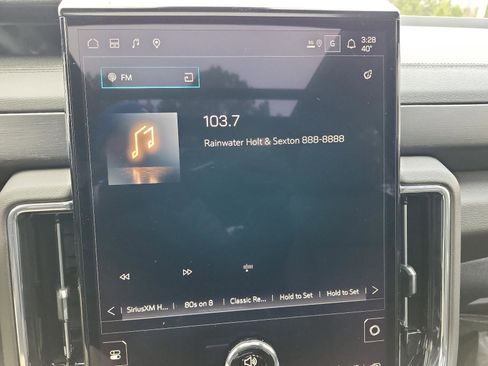 G 3:28
40°
FM
103.7
Rainwater Holt & Sexton 888-8888
SiriusXM H... 80s on 8 Classic Re... Hold to Set Hold to Set